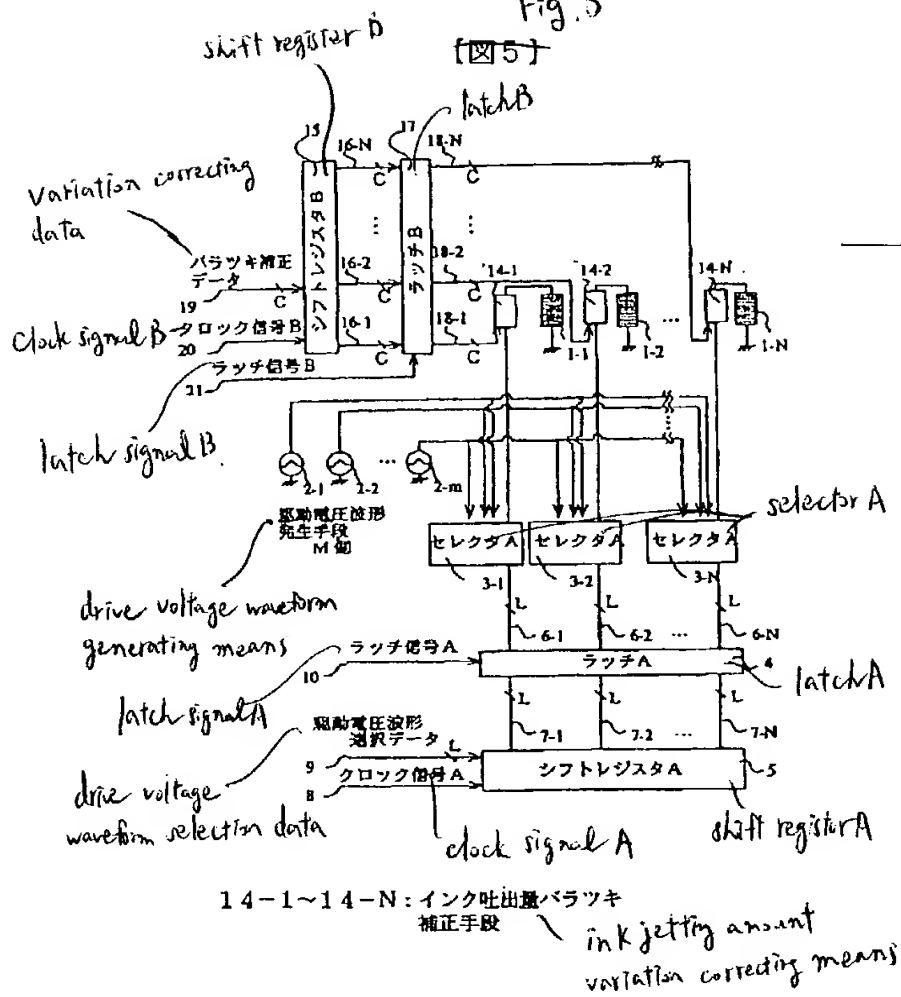 Fig. 5
[図5]
shift register B
latch B
15
16-N
17
18-N
C
C
variation correcting
data
シフトレジスタB
ラッチB
バラツキ補正
データ
19
C
16-2
C
18-2
C
14-1
14-2
14-N
clock signal B
クロック信号B
20
16-1
C
18-1
C
1-1
1-2
1-N
ラッチ信号B
21
latch signal B
2-1
2-2
2-m
駆動電圧波形
発生手段
M個
セレクタA
セレクタA
セレクタA
selector A
3-1
3-2
3-N
drive voltage waveform
generating means
L
L
L
6-1
6-2
6-N
ラッチ信号A
10
ラッチA
4
latch A
latch signal A
L
L
L
7-1
7-2
7-N
駆動電圧波形
選択データ
L
9
クロック信号A
8
シフトレジスタA
5
drive voltage
waveform selection data
clock signal A
shift register A
14-1~14-N:インク吐出量バラツキ
補正手段
ink jetting amount
variation correcting means